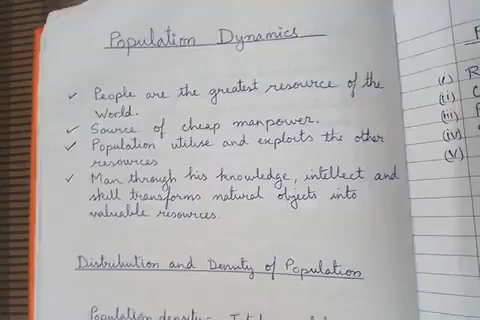 Population Dynamics
✓ People are the greatest resource of the
world.
✓ Source of cheap manpower.
✓ Population utilise and exploits the other
resources
✓ Man through his knowledge, intellect and
skill transforms natural objects into
valuable resources.
Distribution and Density of Population
Population density =
(i) R
(ii)
(iii)
(iv)
(v)